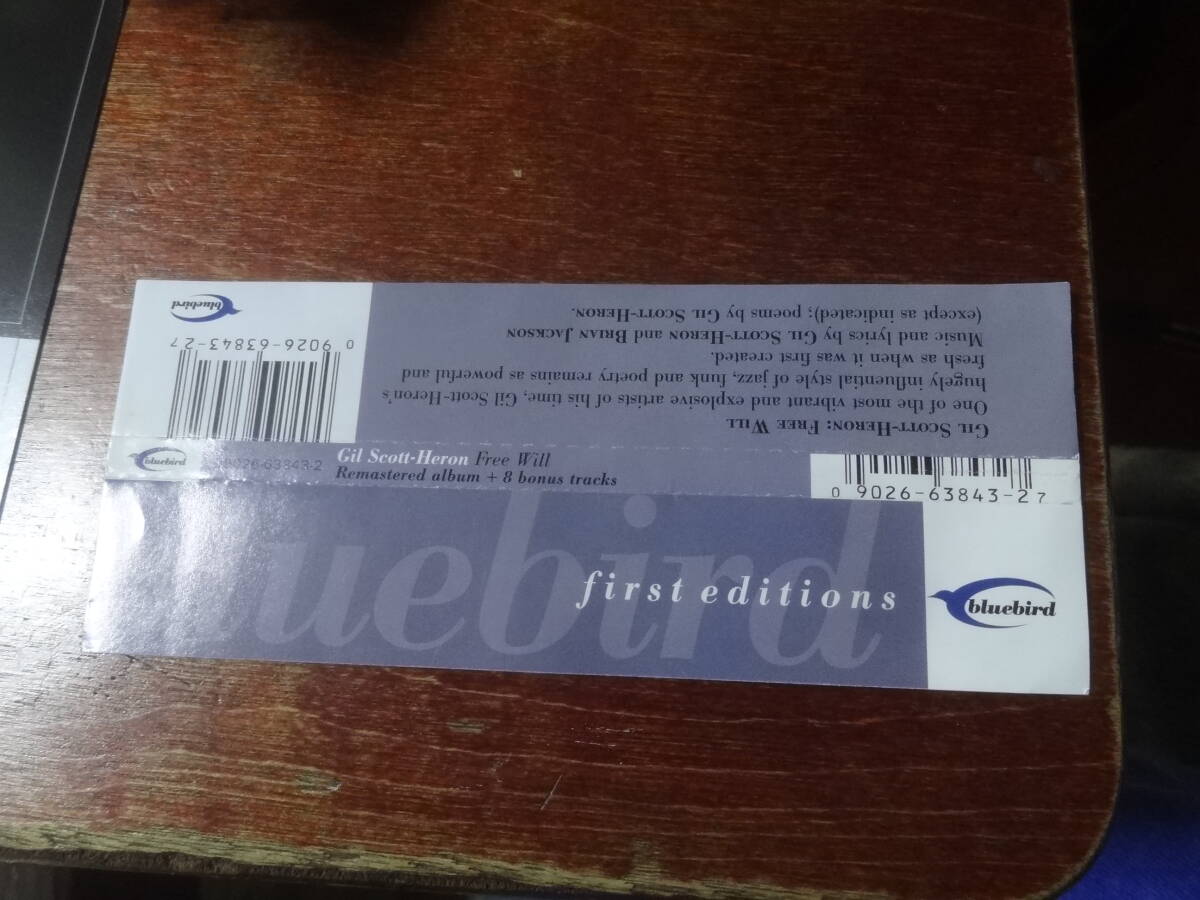 GIL SCOTT-HERON: FREE WILL
One of the most vibrant and explosive artists of his time, Gil Scott-Heron's
hugely influential style of jazz, funk and poetry remains as powerful and
fresh as when it was first created.
Music and lyrics by GIL SCOTT-HERON and BRIAN JACKSON
(except as indicated); poems by GIL SCOTT-HERON.
bluebird
0 9026-63843-27
bluebird
09026-63843-2
Gil Scott-Heron Free Will
Remastered album + 8 bonus tracks
0 9026-63843-27
bluebird
first editions
bluebird